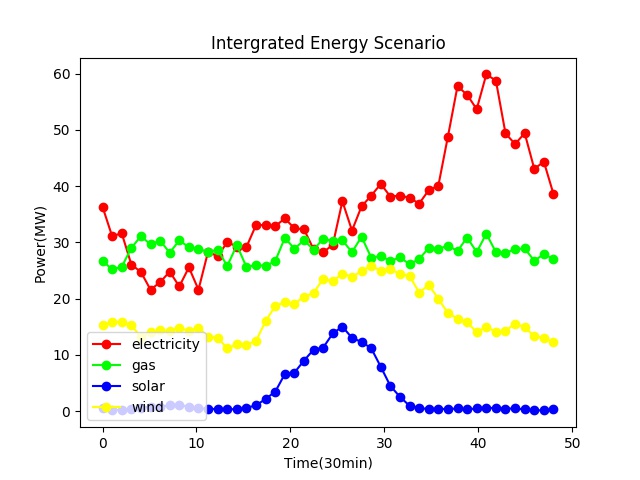 Intergrated Energy Scenario
Power(MW)
60
50
40
30
20
10
0
electricity
gas
solar
wind
0 10 20 30 40 50
Time(30min)